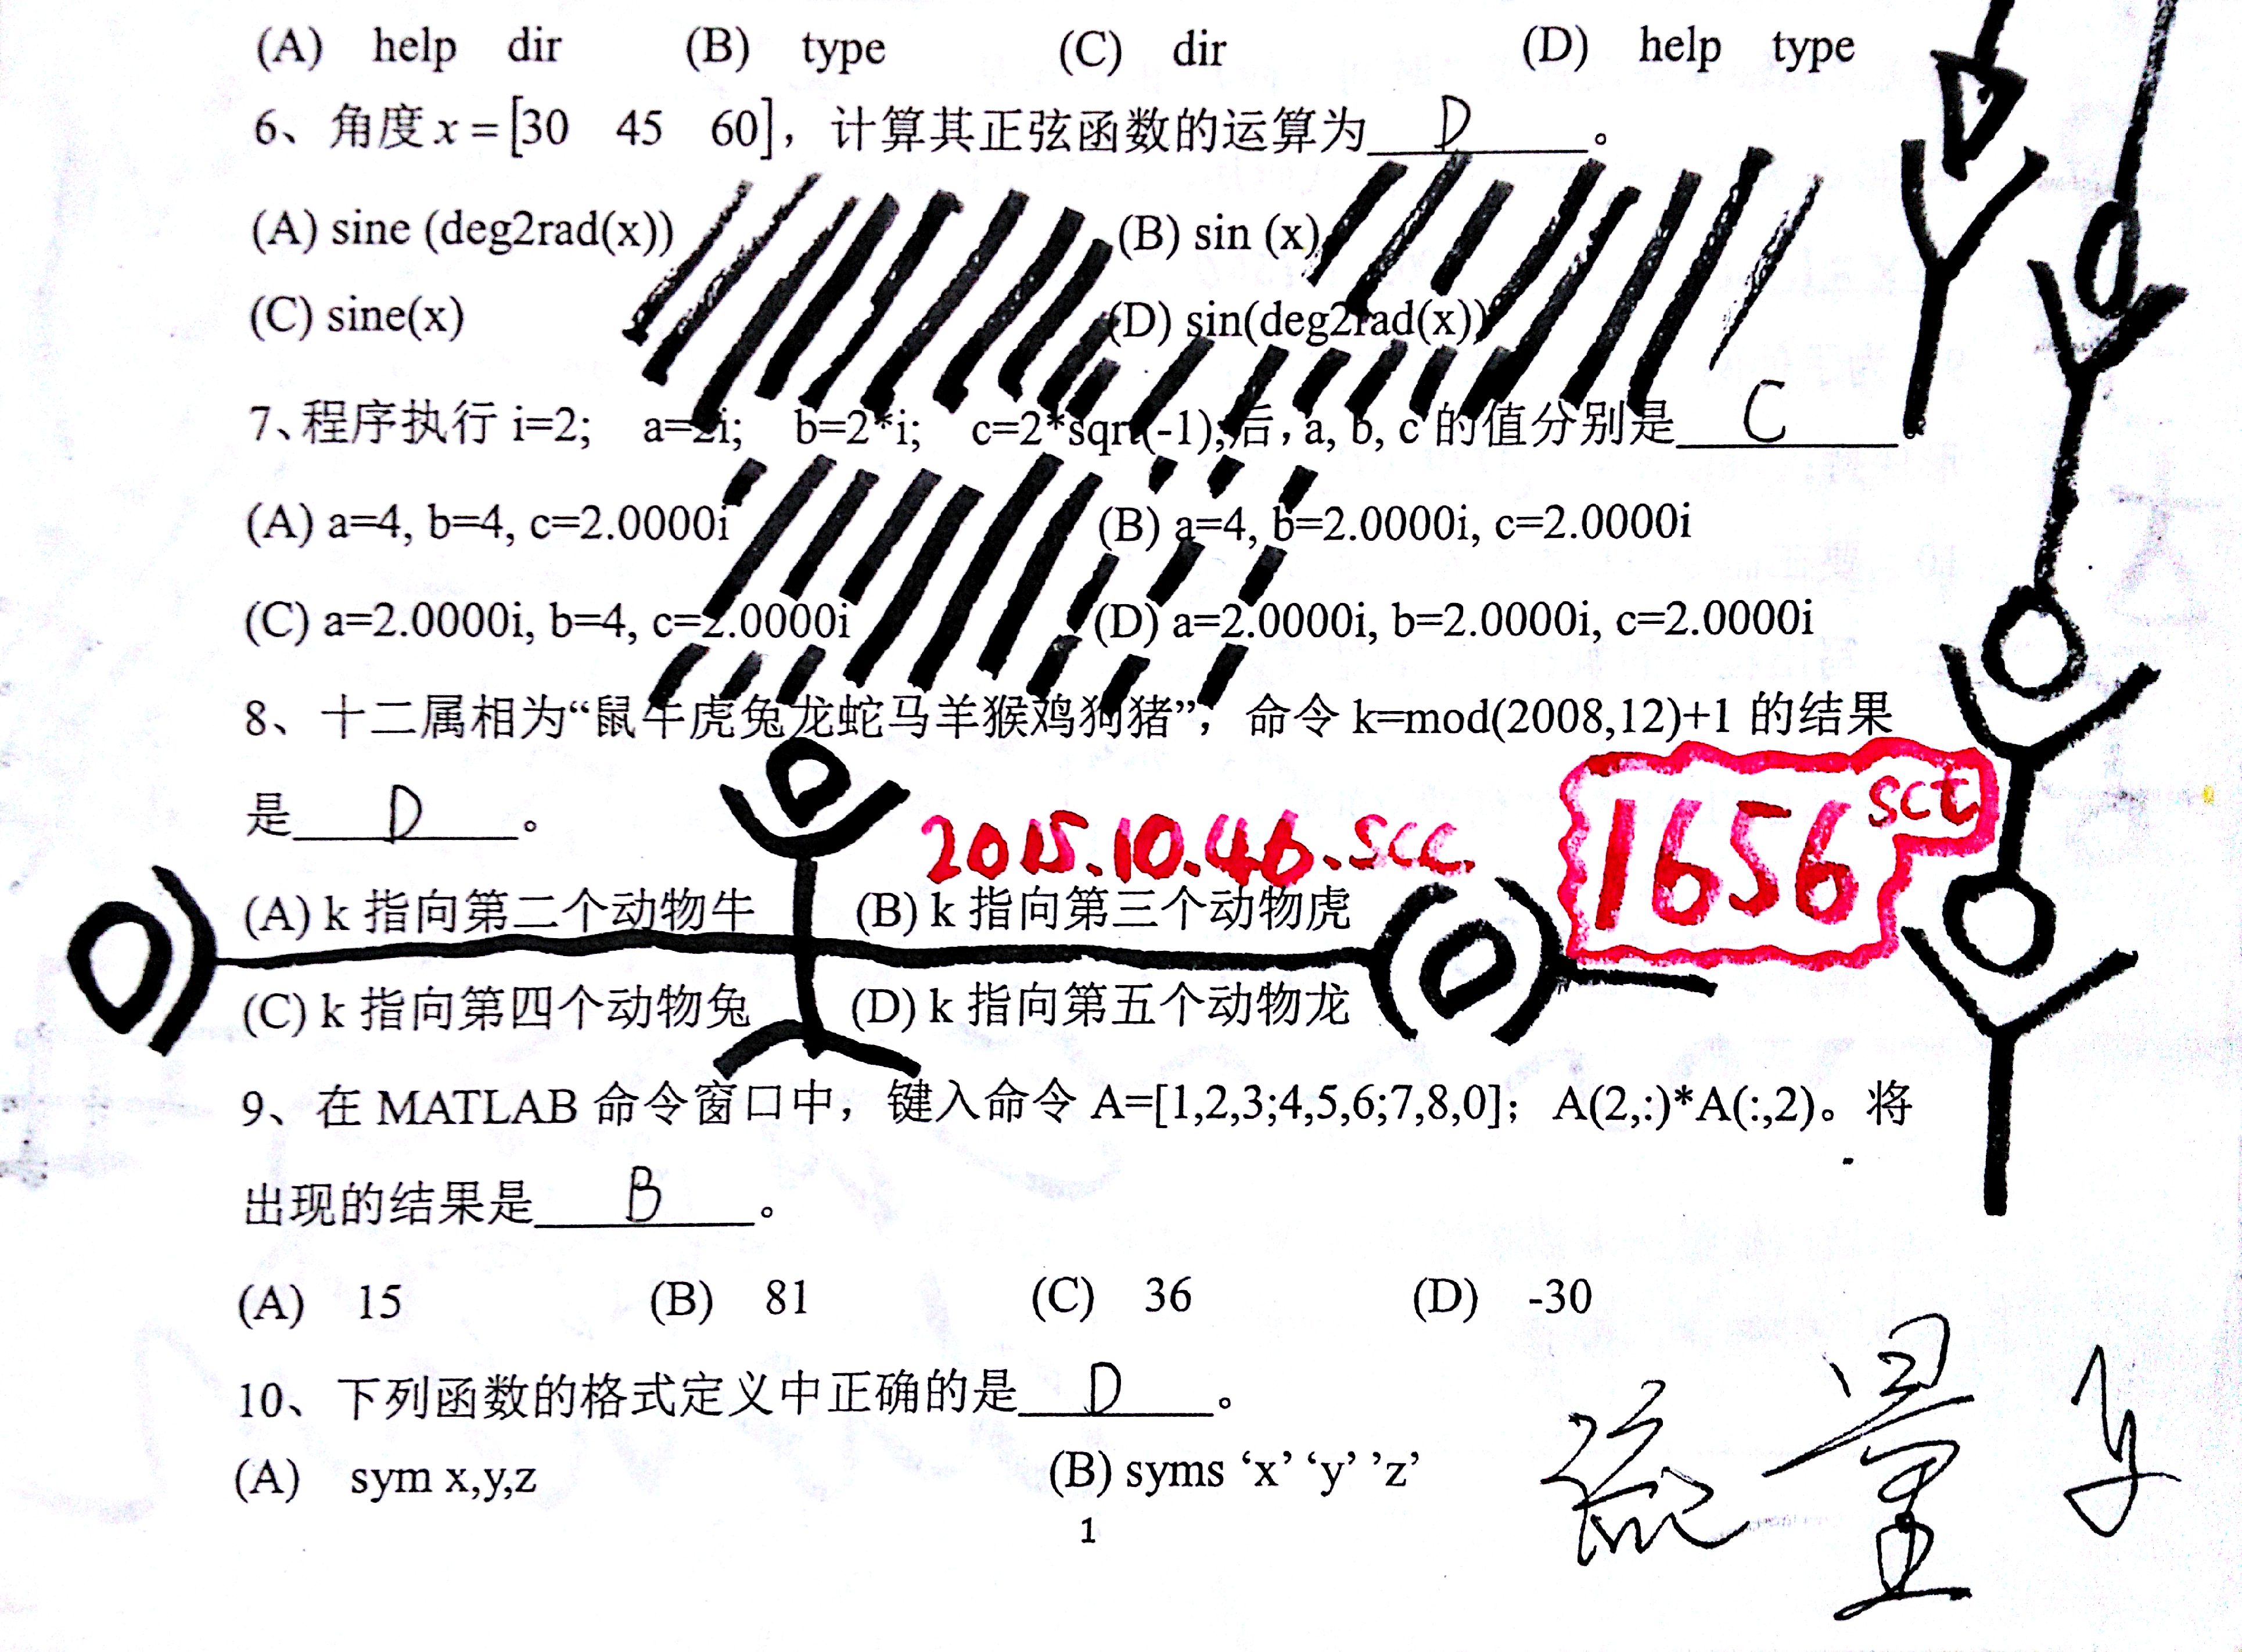 (A) help dir (B) type (C) dir (D) help type
6、角度 x = [30 45 60]，计算其正弦函数的运算为 D 。
(A) sine (deg2rad(x)) (B) sin (x)
(C) sine(x) (D) sin(deg2rad(x))
7、程序执行 i=2; a=2i; b=2*i; c=2*sqrt(-1);后，a, b, c 的值分别是 C 。
(A) a=4, b=4, c=2.0000i (B) a=4, b=2.0000i, c=2.0000i
(C) a=2.0000i, b=4, c=2.0000i (D) a=2.0000i, b=2.0000i, c=2.0000i
8、十二属相为“鼠牛虎兔龙蛇马羊猴鸡狗猪”，命令 k=mod(2008,12)+1 的结果
是 D 。
2015.10.46.scc.
1656 sct
(A) k 指向第二个动物牛 (B) k 指向第三个动物虎
(C) k 指向第四个动物兔 (D) k 指向第五个动物龙
9、在 MATLAB 命令窗口中，键入命令 A=[1,2,3;4,5,6;7,8,0]；A(2,:)*A(:,2)。将
出现的结果是 B 。
(A) 15 (B) 81 (C) 36 (D) -30
10、下列函数的格式定义中正确的是 D 。
(A) sym x,y,z (B) syms ‘x’ ‘y’ ’z’
流量
1